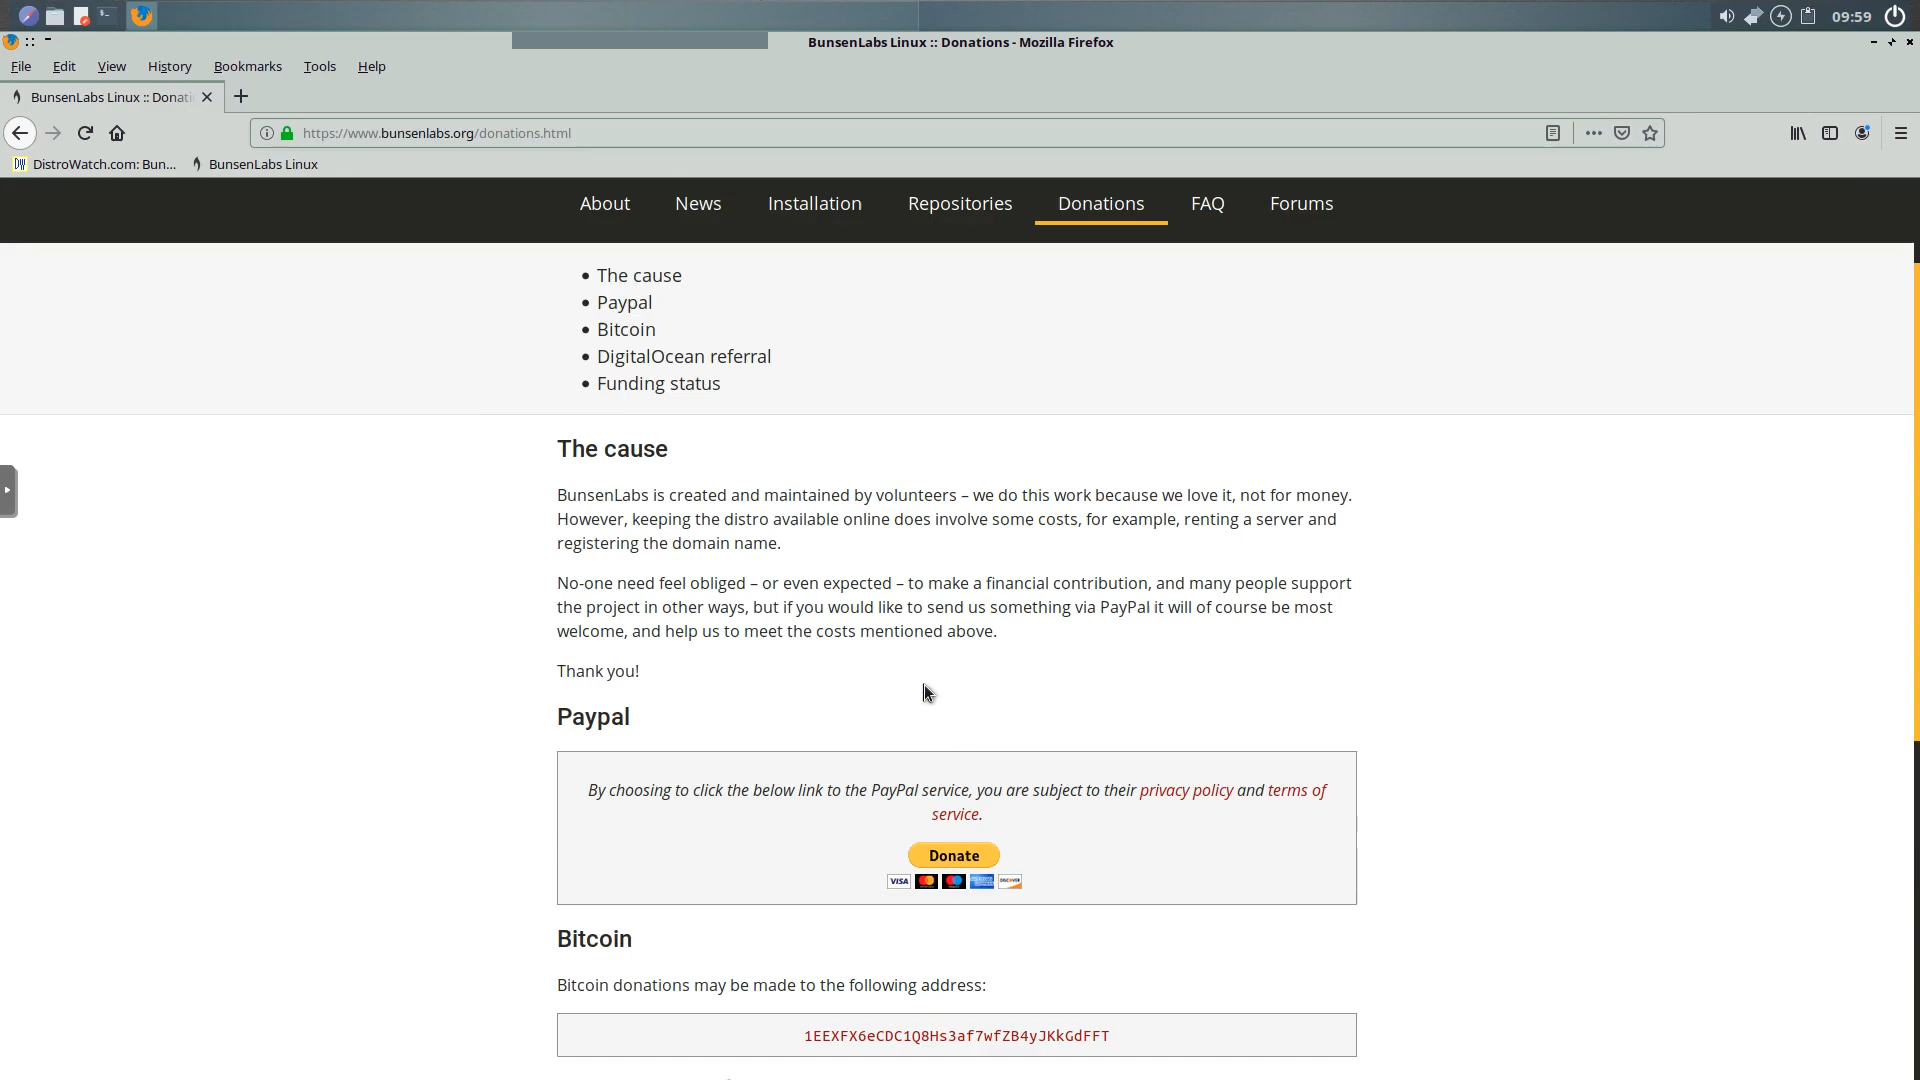 09:59
BunsenLabs Linux :: Donations - Mozilla Firefox
File Edit View History Bookmarks Tools Help
BunsenLabs Linux :: Donati
https://www.bunsenlabs.org/donations.html
DistroWatch.com: Bun... BunsenLabs Linux
About News Installation Repositories Donations FAQ Forums
• The cause
• Paypal
• Bitcoin
• DigitalOcean referral
• Funding status
The cause
BunsenLabs is created and maintained by volunteers – we do this work because we love it, not for money.
However, keeping the distro available online does involve some costs, for example, renting a server and
registering the domain name.
No-one need feel obliged – or even expected – to make a financial contribution, and many people support
the project in other ways, but if you would like to send us something via PayPal it will of course be most
welcome, and help us to meet the costs mentioned above.
Thank you!
Paypal
By choosing to click the below link to the PayPal service, you are subject to their privacy policy and terms of
service.
Donate
VISA
Bitcoin
Bitcoin donations may be made to the following address:
1EEXFX6eCDC1Q8Hs3af7wfZB4yJKkGdFFT